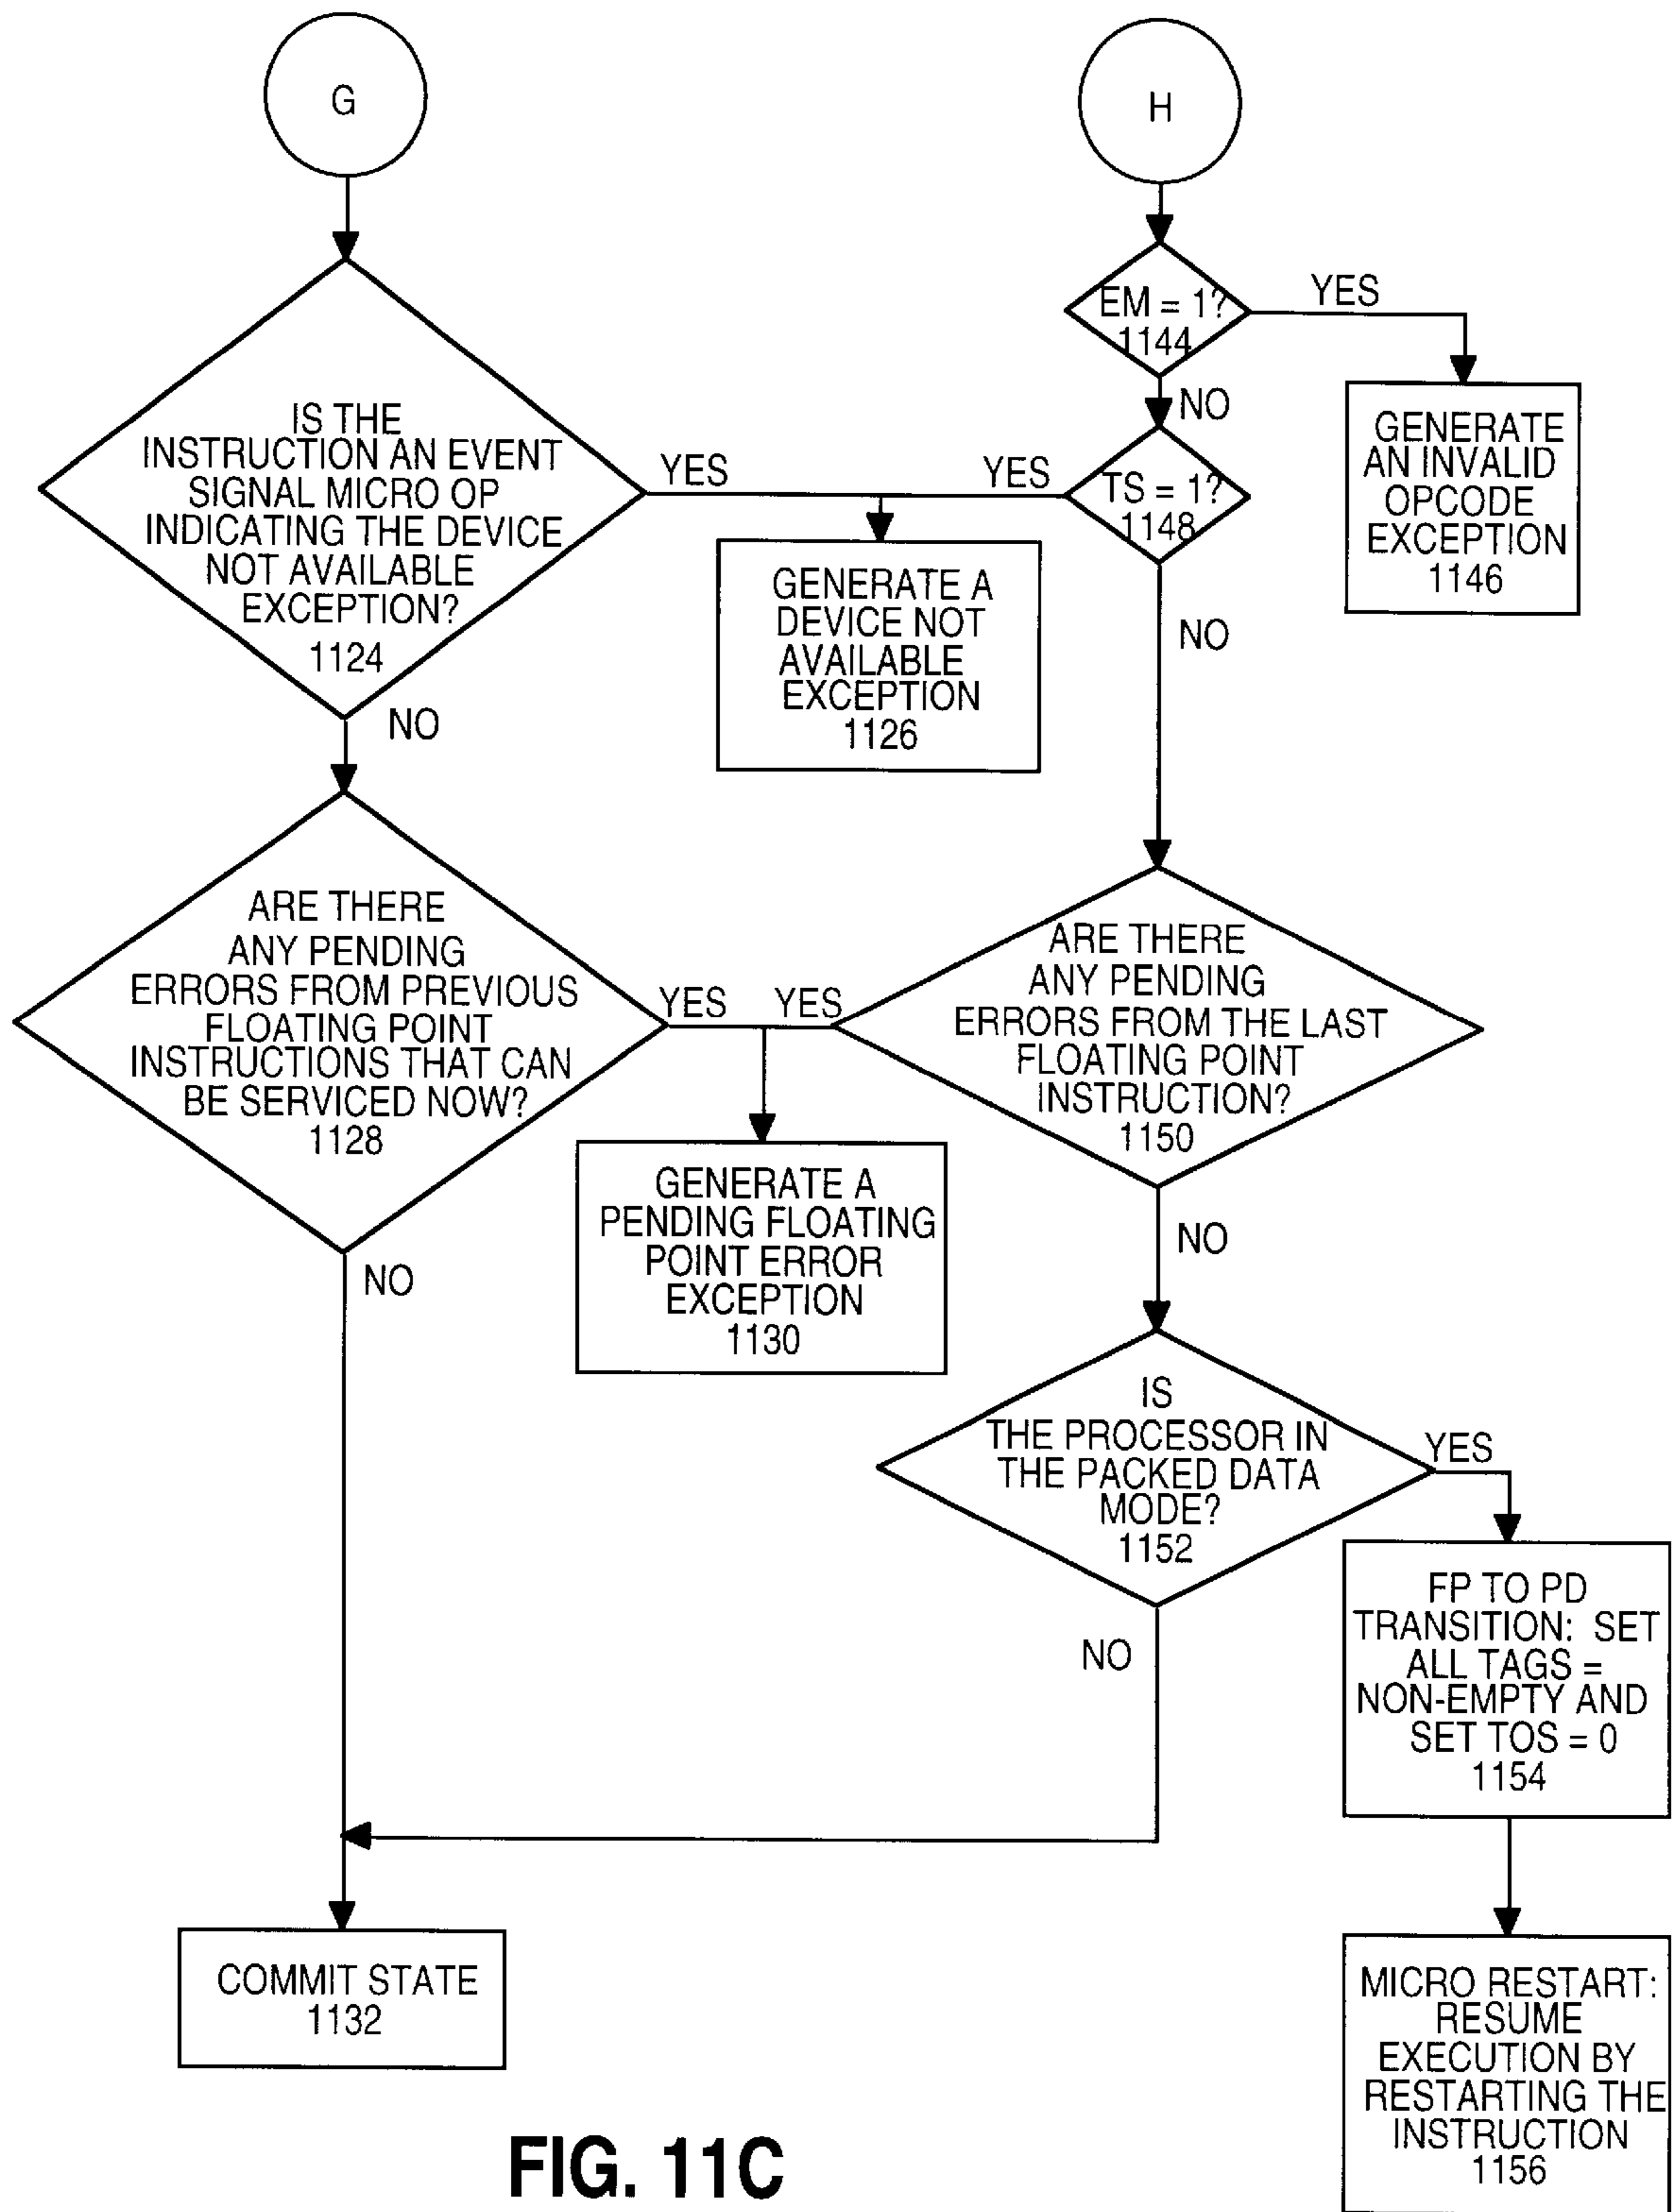 G
H
EM = 1?
1144
YES
NO
GENERATE
AN INVALID
OPCODE
EXCEPTION
1146
IS THE
INSTRUCTION AN EVENT
SIGNAL MICRO OP
INDICATING THE DEVICE
NOT AVAILABLE
EXCEPTION?
1124
YES
YES
TS = 1?
1148
NO
GENERATE A
DEVICE NOT
AVAILABLE
EXCEPTION
1126
NO
ARE THERE
ANY PENDING
ERRORS FROM PREVIOUS
FLOATING POINT
INSTRUCTIONS THAT CAN
BE SERVICED NOW?
1128
YES
YES
ARE THERE
ANY PENDING
ERRORS FROM THE LAST
FLOATING POINT
INSTRUCTION?
1150
GENERATE A
PENDING FLOATING
POINT ERROR
EXCEPTION
1130
NO
NO
IS
THE PROCESSOR IN
THE PACKED DATA
MODE?
1152
YES
NO
FP TO PD
TRANSITION: SET
ALL TAGS =
NON-EMPTY AND
SET TOS = 0
1154
COMMIT STATE
1132
MICRO RESTART:
RESUME
EXECUTION BY
RESTARTING THE
INSTRUCTION
1156
FIG. 11C